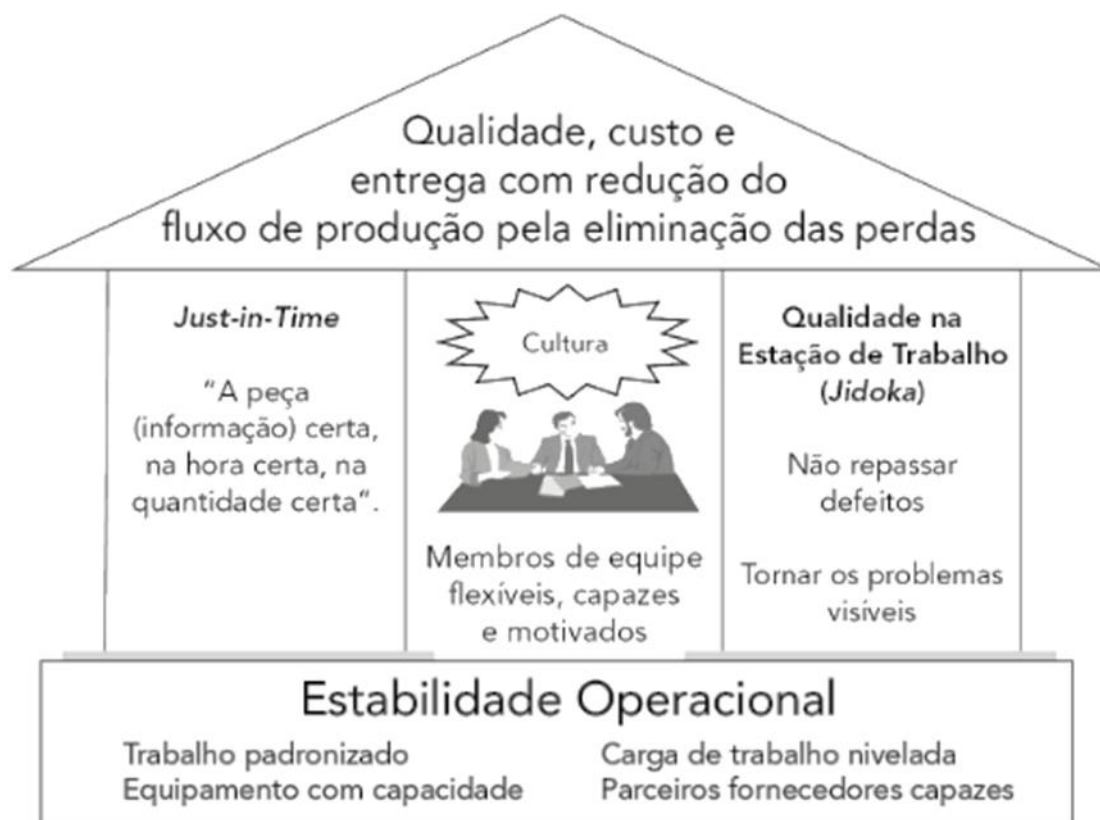 Qualidade, custo e
entrega com redução do
fluxo de produção pela eliminação das perdas
Just-in-Time
“A peça
(informação) certa,
na hora certa, na
quantidade certa”.
Cultura
Membros de equipe
flexíveis, capazes
e motivados
Qualidade na
Estação de Trabalho
(Jidoka)
Não repassar
defeitos
Tornar os problemas
visíveis
Estabilidade Operacional
Trabalho padronizado
Equipamento com capacidade
Carga de trabalho nivelada
Parceiros fornecedores capazes